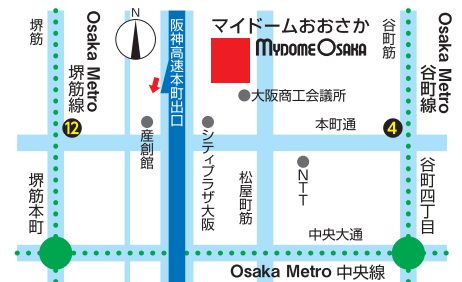 堺筋
Osaka Metro
堺筋線
N
阪神高速本町出口
マイドームおおさか
MYDOME OSAKA
谷町筋
Osaka Metro
谷町線
大阪商工会議所
12
産創館
シティプラザ大阪
本町通
4
堺筋本町
松屋町筋
NTT
谷町四丁目
中央大通
Osaka Metro 中央線